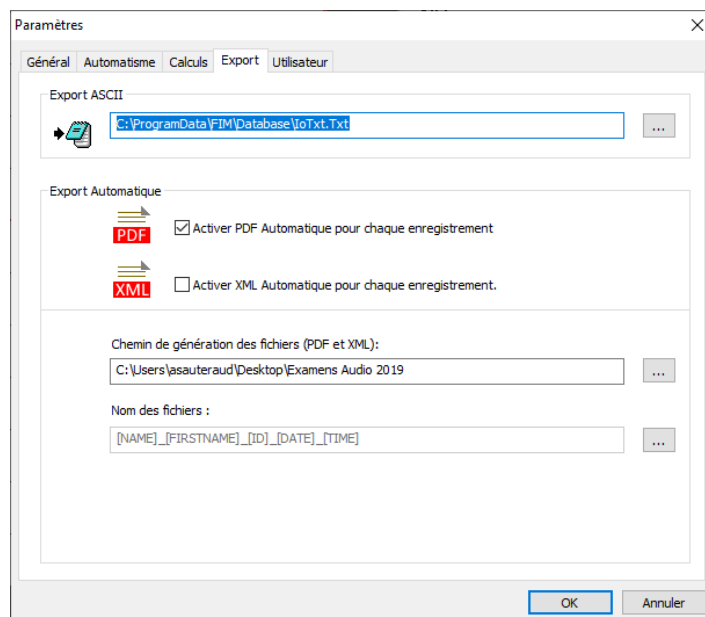 Paramètres
Général Automatisme Calculs Export Utilisateur
Export ASCII
C:\ProgramData\FIM\Database\IoTxt.Txt
...
Export Automatique
PDF
Activer PDF Automatique pour chaque enregistrement
XML
Activer XML Automatique pour chaque enregistrement.
Chemin de génération des fichiers (PDF et XML):
C:\Users\asauteraud\Desktop\Examens Audio 2019
...
Nom des fichiers :
[NAME]_[FIRSTNAME]_[ID]_[DATE]_[TIME]
...
OK Annuler